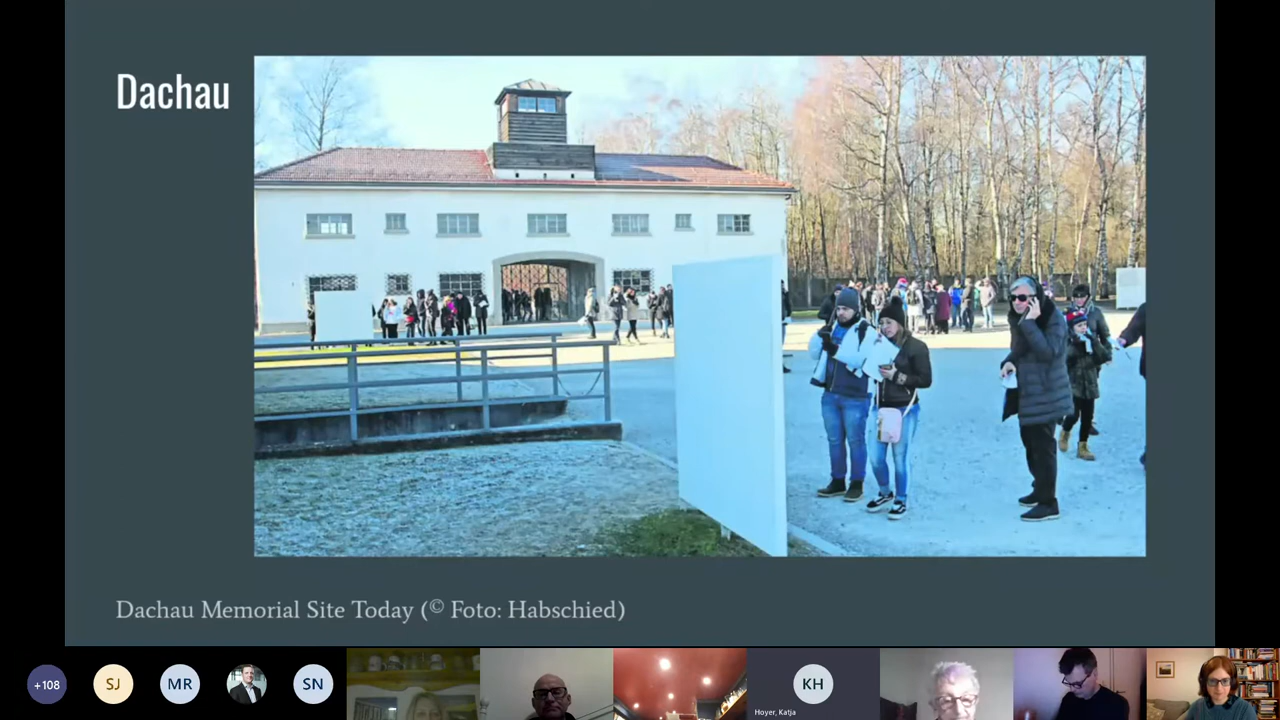 Dachau
Dachau Memorial Site Today (© Foto: Habschied)
+108
SJ
MR
SN
KH
Hoyer, Katja